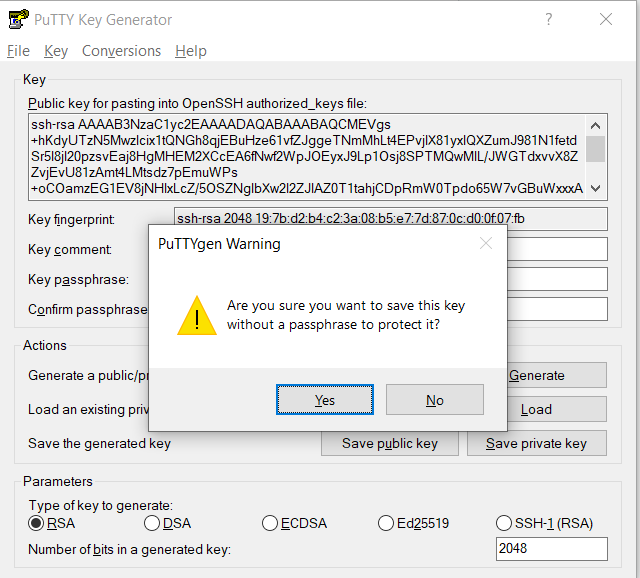 PuTTY Key Generator
File Key Conversions Help
Key
Public key for pasting into OpenSSH authorized_keys file:
ssh-rsa AAAAB3NzaC1yc2EAAAADAQABAAABAQCMEVgs
+hKdyUTzN5MwzIcix1tQNGh8qjEBuHze61vfZJggeTNmMhLt4EPvjlX81yxlQXZumJ981N1fetd
Sr5l8jl20pzsvEaj8HgMHEM2XCcEA6fNwf2WpJOEyxJ9Lp1Osj8SPTMQwMlL/JWGTdxvvX8Z
ZvjEvU81zAmt4LMtsdz7pEmuWPs
+oCOamzEG1EV8jNHlxLcZ/5OSZNglbXw2I2ZJlAZ0T1tahjCDpRmW0Tpdo65W7vGBuWxxxA
Key fingerprint: ssh-rsa 2048 19:7b:d2:b4:c2:3a:08:b5:e7:7d:87:0c:d0:0f:07:fb
Key comment:
Key passphrase:
Confirm passphrase
PuTTYgen Warning
Are you sure you want to save this key
without a passphrase to protect it?
Yes No
Actions
Generate a public/pr Generate
Load an existing priv Load
Save the generated key Save public key Save private key
Parameters
Type of key to generate:
RSA DSA ECDSA Ed25519 SSH-1 (RSA)
Number of bits in a generated key: 2048